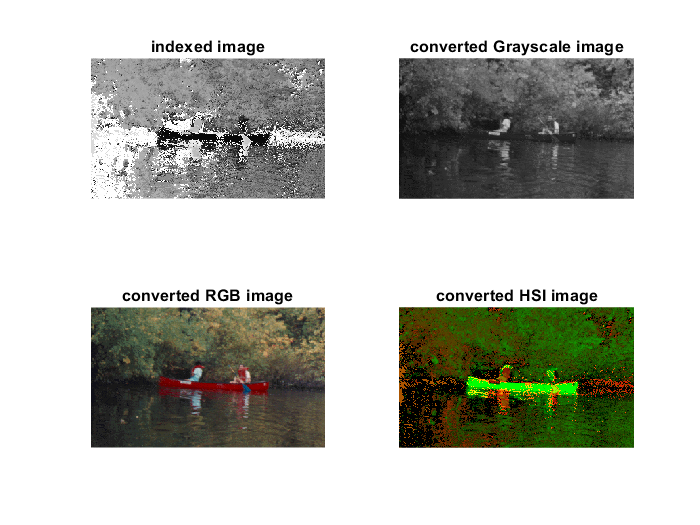 indexed image
converted Grayscale image
converted RGB image
converted HSI image